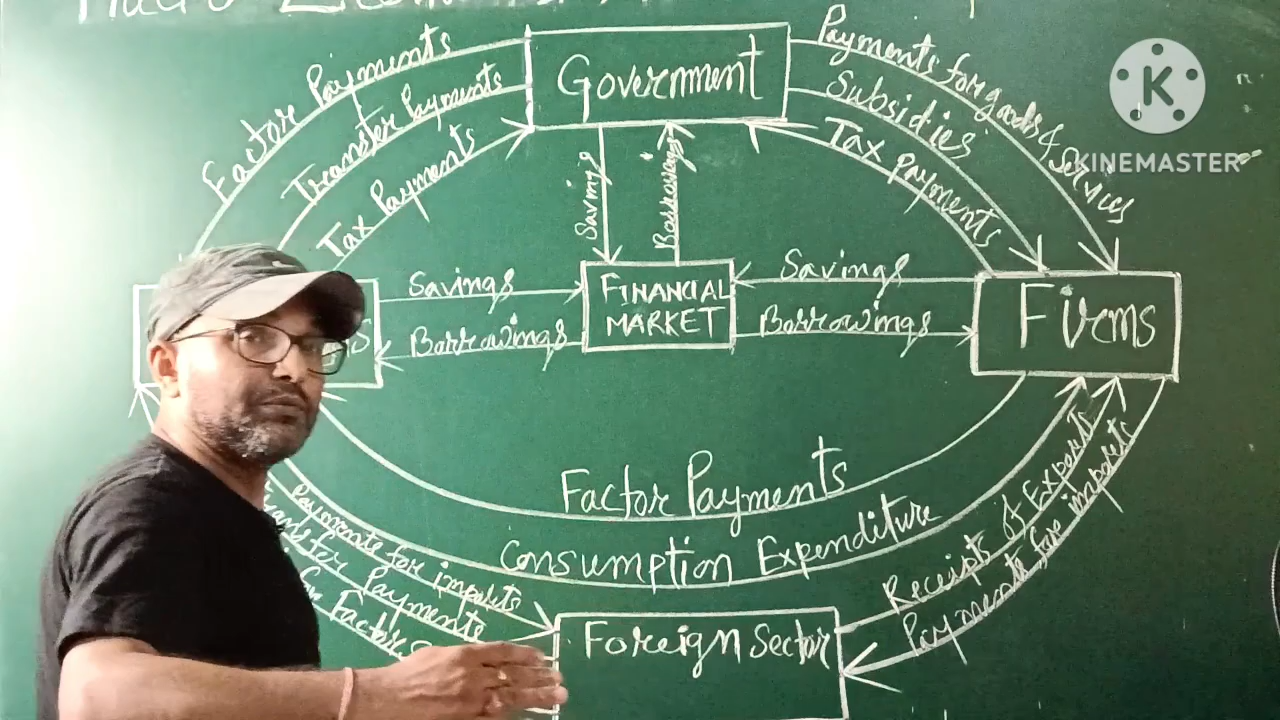 Factor Payments
Transfer Payments
Tax Payments
Government
Payments for goods & Services
Subsidies
Tax payments
Savings
Borrowings
K
KINEMASTER
Savings
Borrowings
FINANCIAL
MARKET
Savings
Borrowings
Firms
Factor Payments
Consumption Expenditure
Payments for imports
Transfer Payments
for Factor
Receipts of Exports
Payments for imports
Foreign Sector